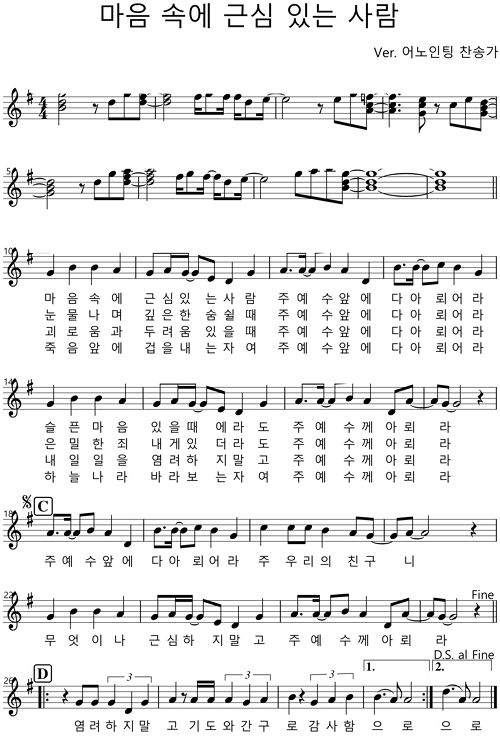 마음 속에 근심 있는 사람
Ver. 어노인팅 찬송가
5
10
마 음 속 에 근 심 있 는 사 람 주 예 수 앞 에 다 아 뢰 어 라
눈 물 나 며 깊 은 한 숨 쉴 때 주 예 수 앞 에 다 아 뢰 어 라
괴 로 움 과 두 려 움 있 을 때 주 예 수 앞 에 다 아 뢰 어 라
죽 음 앞 에 겁 을 내 는 자 여 주 예 수 앞 에 다 아 뢰 어 라
14
슬 픈 마 음 있 을 때 에 라 도 주 예 수 께 아 뢰 라
은 밀 한 죄 내 게 있 더 라 도 주 예 수 께 아 뢰 라
내 일 일 을 염 려 하 지 말 고 주 예 수 께 아 뢰 라
하 늘 나 라 바 라 보 는 자 여 주 예 수 께 아 뢰 라
C
18
주 예 수 앞 에 다 아 뢰 어 라 주 우 리 의 친 구 니
22
Fine
무 엇 이 나 근 심 하 지 말 고 주 예 수 께 아 뢰 라
D.S. al Fine
D
26
3 3 3 1. 2.
염 려 하 지 말 고 기 도 와 간 구 로 감 사 함 으 로 으 로